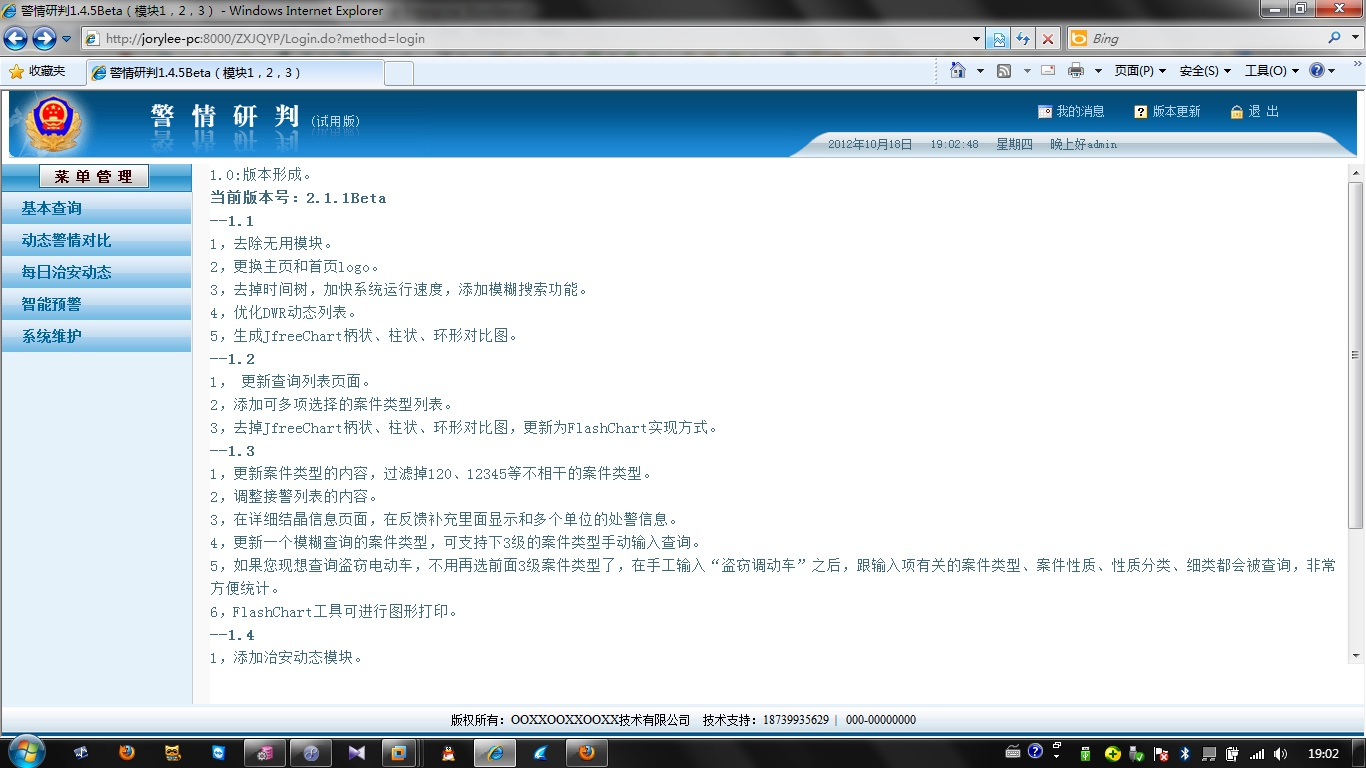 警情研判1.4.5Beta（模块1，2，3） - Windows Internet Explorer
http://jorylee-pc:8000/ZXJQYP/Login.do?method=login
Bing
收藏夹
警情研判1.4.5Beta（模块1，2，3）
页面(P)
安全(S)
工具(O)
警情研判（试用版）
我的消息
版本更新
退 出
2012年10月18日 19:02:48 星期四 晚上好admin
菜单管理
基本查询
动态警情对比
每日治安动态
智能预警
系统维护
1.0:版本形成。
当前版本号：2.1.1Beta
--1.1
1，去除无用模块。
2，更换主页和首页logo。
3，去掉时间树，加快系统运行速度，添加模糊搜索功能。
4，优化DWR动态列表。
5，生成JfreeChart柄状、柱状、环形对比图。
--1.2
1， 更新查询列表页面。
2，添加可多项选择的案件类型列表。
3，去掉JfreeChart柄状、柱状、环形对比图，更新为FlashChart实现方式。
--1.3
1，更新案件类型的内容，过滤掉120、12345等不相干的案件类型。
2，调整接警列表的内容。
3，在详细结晶信息页面，在反馈补充里面显示和多个单位的处警信息。
4，更新一个模糊查询的案件类型，可支持下3级的案件类型手动输入查询。
5，如果您现想查询盗窃电动车，不用再选前面3级案件类型了，在手工输入“盗窃调动车”之后，跟输入项有关的案件类型、案件性质、性质分类、细类都会被查询，非常
方便统计。
6，FlashChart工具可进行图形打印。
--1.4
1，添加治安动态模块。
版权所有：OOXXOOXXOOXX技术有限公司 技术支持：18739935629｜ 000-00000000
19:02